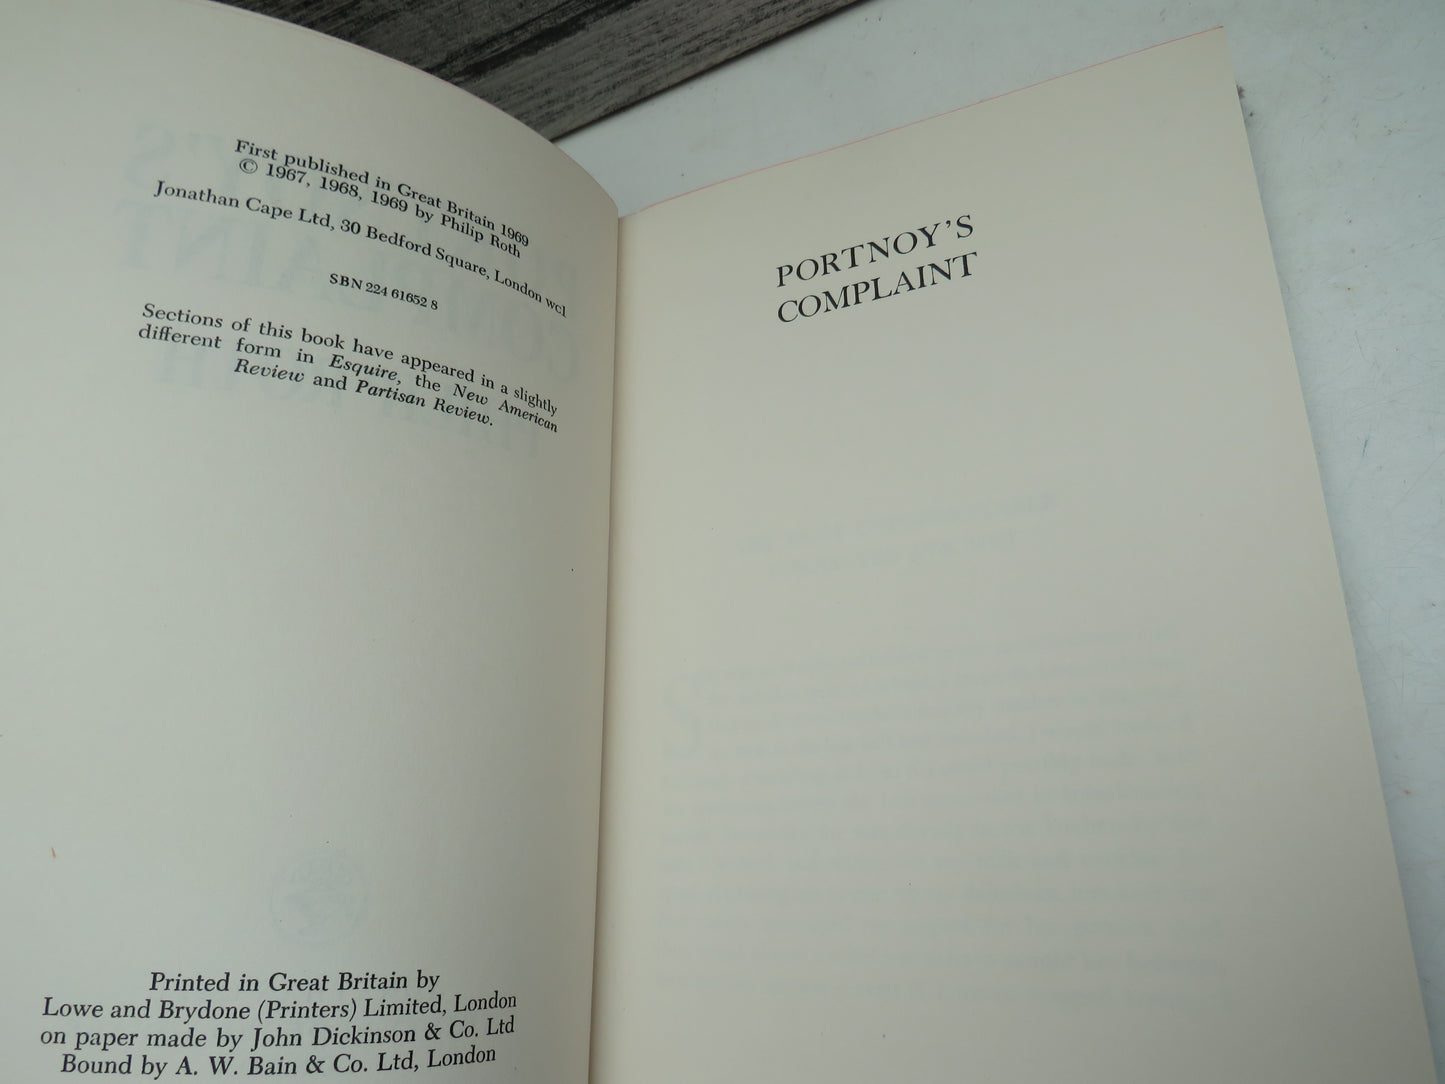 First published in Great Britain 1969
© 1967, 1968, 1969 by Philip Roth
Jonathan Cape Ltd, 30 Bedford Square, London wc1
SBN 224 61652 8
Sections of this book have appeared in a slightly
different form in Esquire, the New American
Review and Partisan Review.
Printed in Great Britain by
Lowe and Brydone (Printers) Limited, London
on paper made by John Dickinson & Co. Ltd
Bound by A. W. Bain & Co. Ltd, London
PORTNOY'S
COMPLAINT